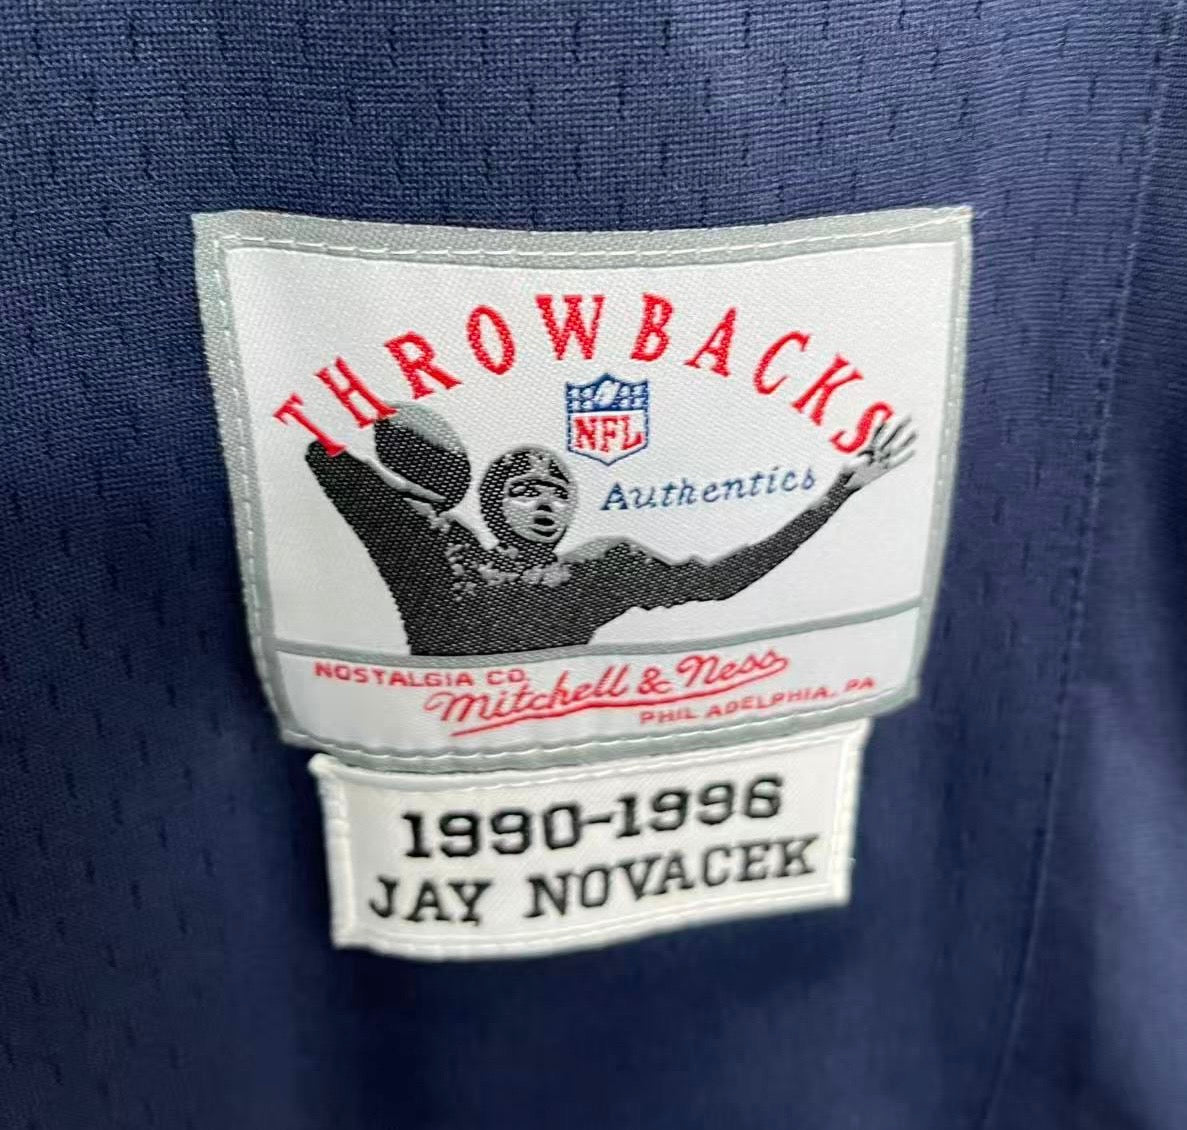 THROWBACKS
NFL
Authentics
NOSTALGIA CO.
Mitchell & Ness
PHILADELPHIA, PA
1990-1996
JAY NOVACEK